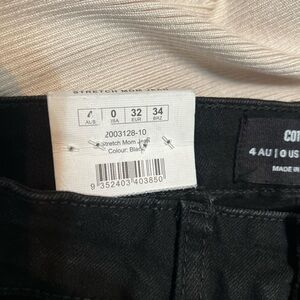 STRETCH MOM JEAN
4 0 32 34
AUS USA EUR BRZ
2003128-10
Stretch Mom Jean
Colour: Black
9 352403 403850
4 AU | 0 US
MADE IN